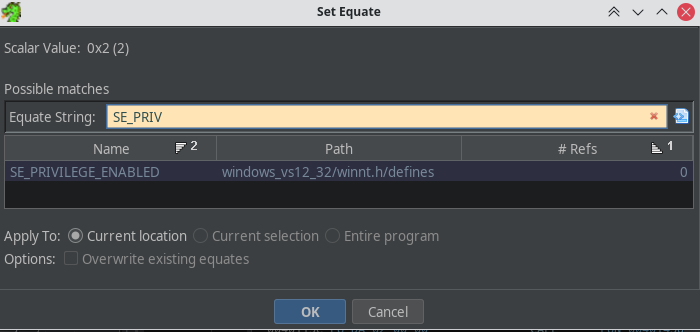 Set Equate
Scalar Value: 0x2 (2)
Possible matches
Equate String: SE_PRIV
Name 2 Path # Refs 1
SE_PRIVILEGE_ENABLED windows_vs12_32/winnt.h/defines 0
Apply To: Current location Current selection Entire program
Options: Overwrite existing equates
OK Cancel